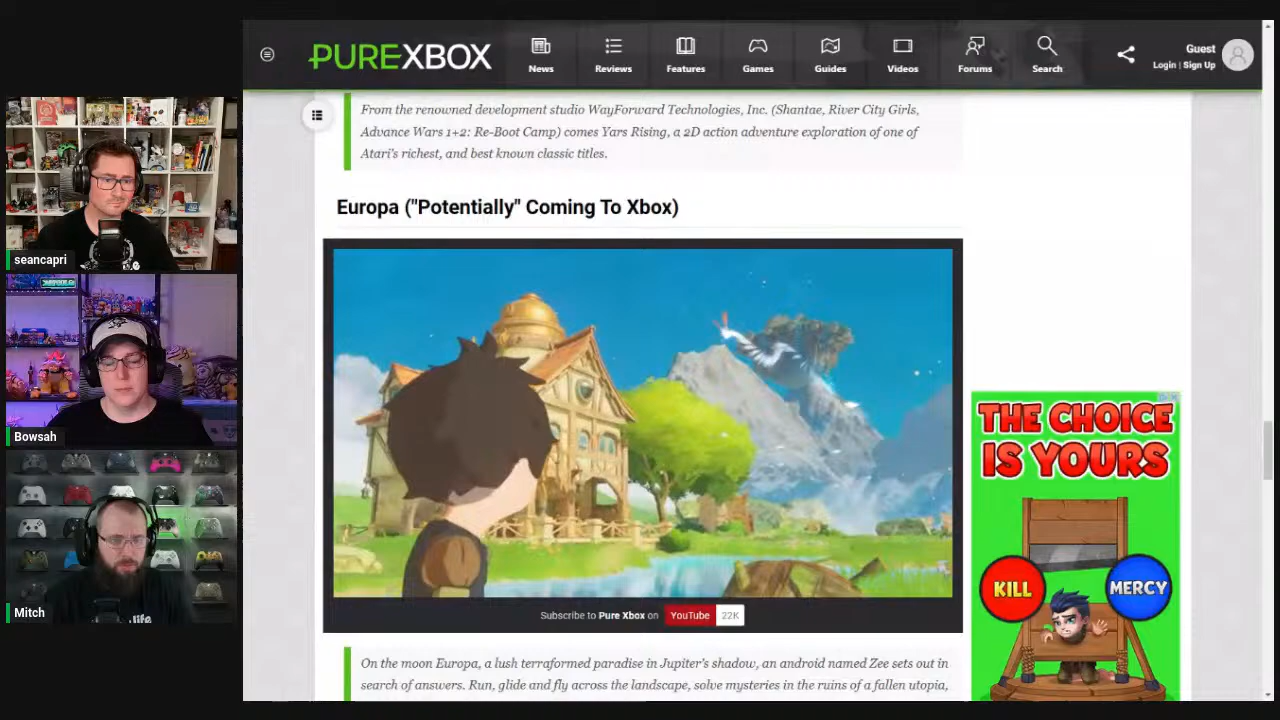 PUREXBOX
News
Reviews
Features
Games
Guides
Videos
Forums
Search
Guest
Login | Sign Up
From the renowned development studio WayForward Technologies, Inc. (Shantae, River City Girls,
Advance Wars 1+2: Re-Boot Camp) comes Yars Rising, a 2D action adventure exploration of one of
Atari's richest, and best known classic titles.
Europa ("Potentially" Coming To Xbox)
Subscribe to Pure Xbox on YouTube 22K
On the moon Europa, a lush terraformed paradise in Jupiter's shadow, an android named Zee sets out in
search of answers. Run, glide and fly across the landscape, solve mysteries in the ruins of a fallen utopia,
THE CHOICE
IS YOURS
KILL
MERCY
seancapri
Bowsah
Mitch